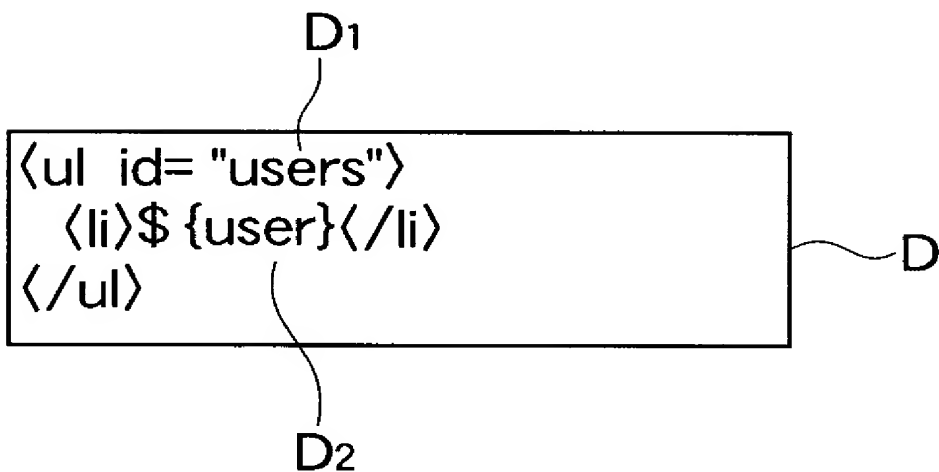 D1
<ul id= "users">
<li>$ {user}</li>
D
</ul>
D2